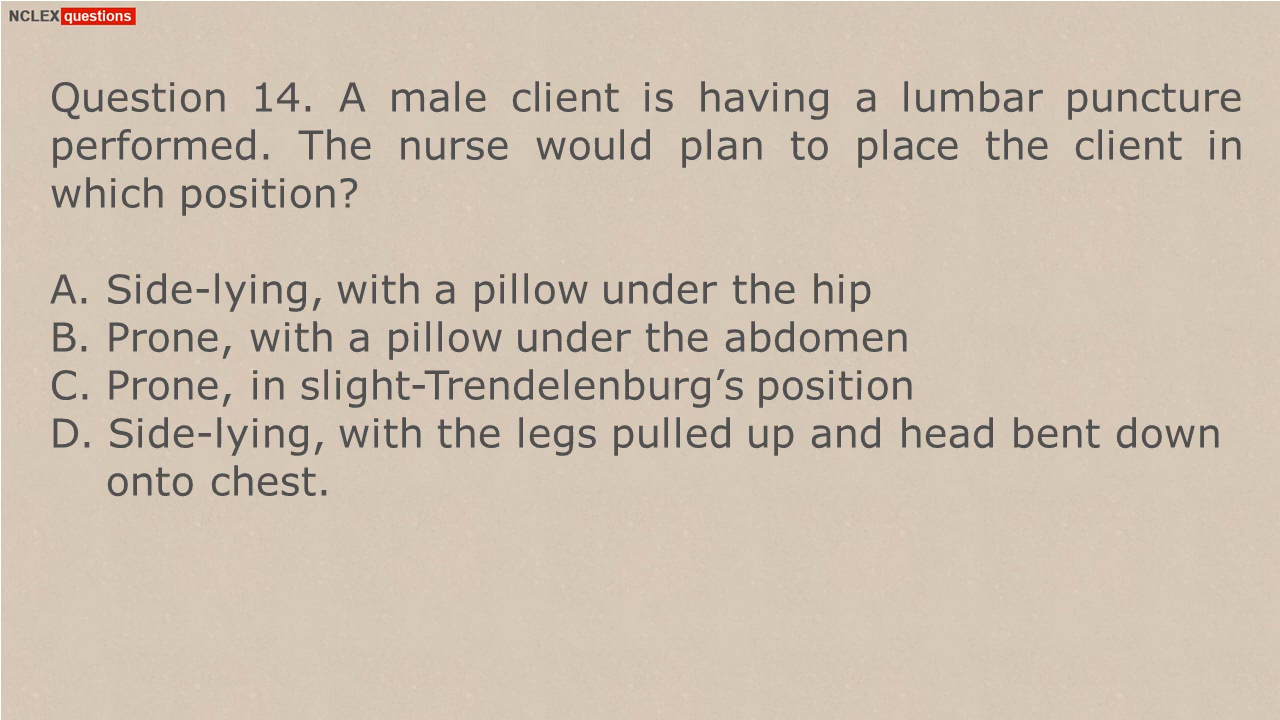 NCLEX questions
Question 14. A male client is having a lumbar puncture
performed. The nurse would plan to place the client in
which position?
A. Side-lying, with a pillow under the hip
B. Prone, with a pillow under the abdomen
C. Prone, in slight-Trendelenburg’s position
D. Side-lying, with the legs pulled up and head bent down
onto chest.